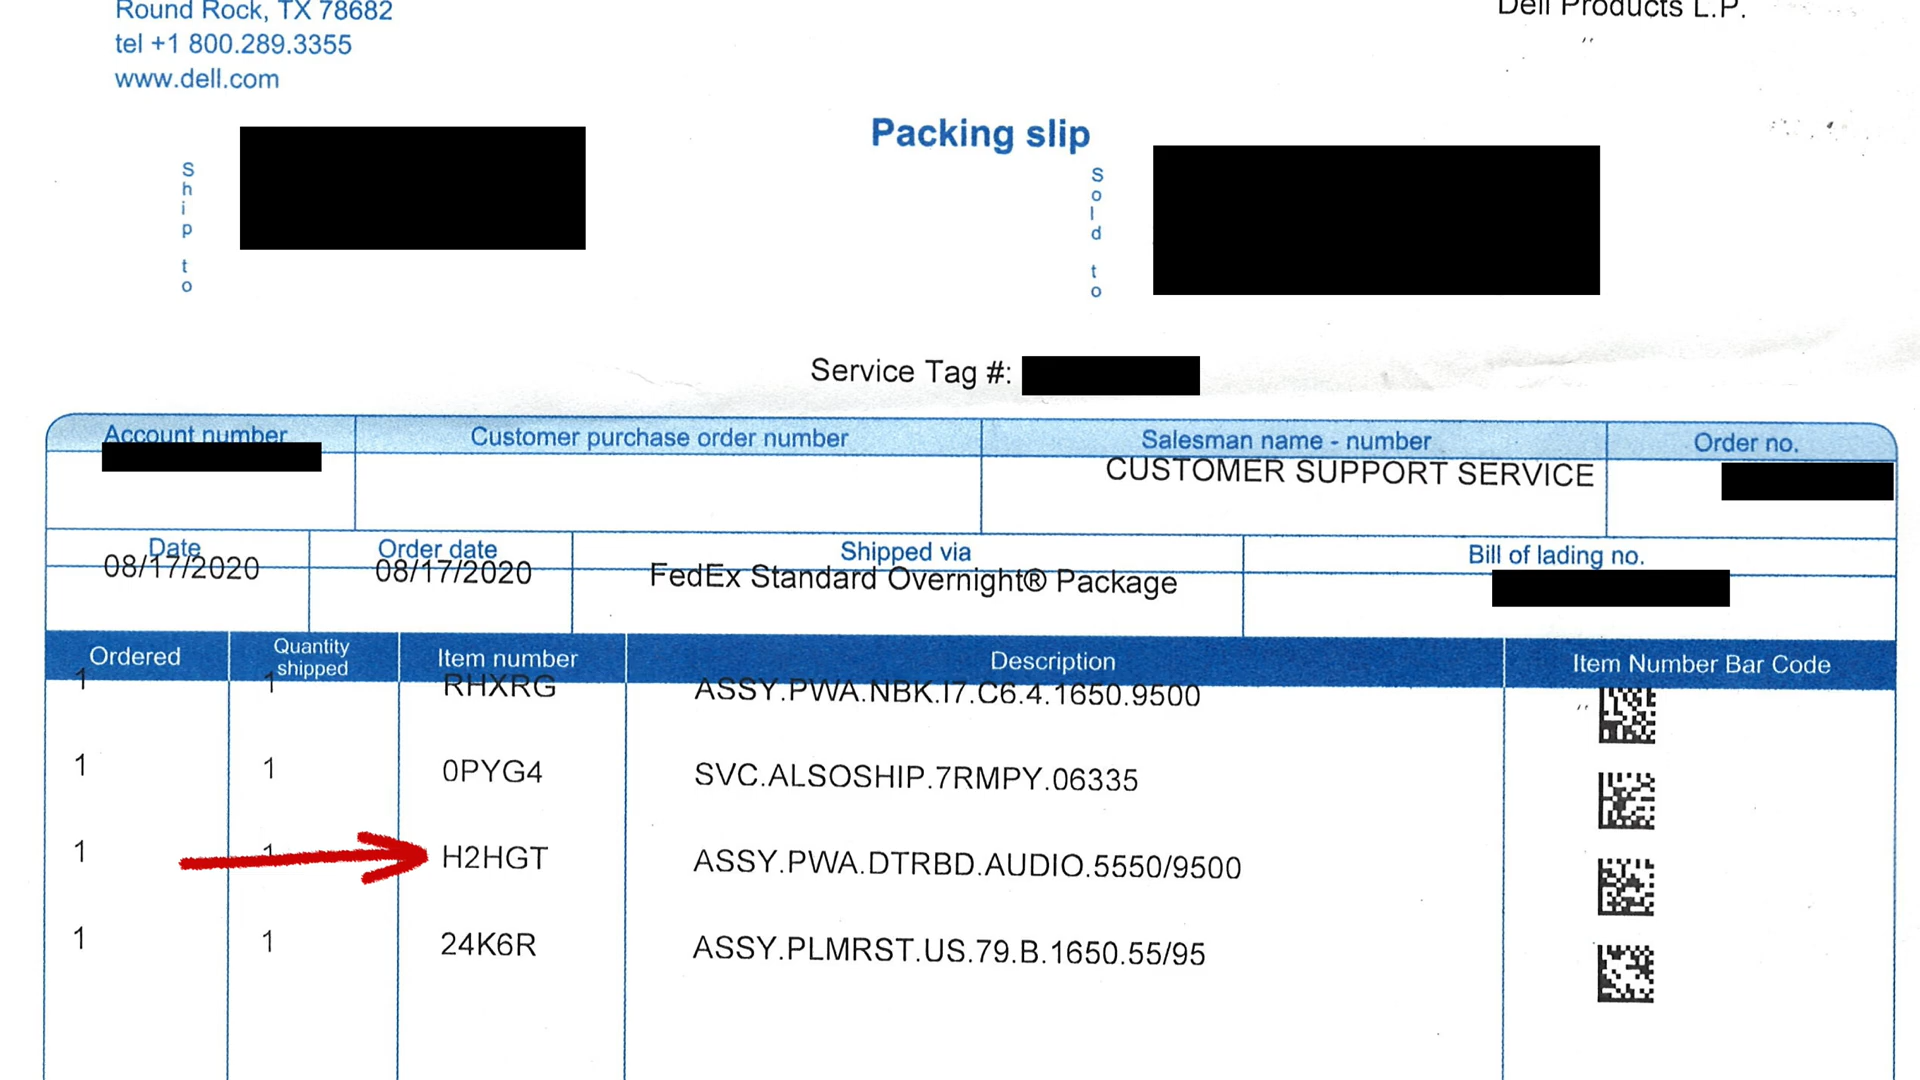 Round Rock, TX 78682
tel +1 800.289.3355
www.dell.com
Dell Products L.P.
Packing slip
Ship to
Sold to
Service Tag #:
Account number
Customer purchase order number
Salesman name - number
Order no.
CUSTOMER SUPPORT SERVICE
Date
Order date
Shipped via
Bill of lading no.
08/17/2020
08/17/2020
FedEx Standard Overnight® Package
Ordered
Quantity shipped
Item number
Description
Item Number Bar Code
1 1 RHXRG ASSY.PWA.NBK.I7.C6.4.1650.9500
1 1 0PYG4 SVC.ALSOSHIP.7RMPY.06335
1 1 H2HGT ASSY.PWA.DTRBD.AUDIO.5550/9500
1 1 24K6R ASSY.PLMRST.US.79.B.1650.55/95